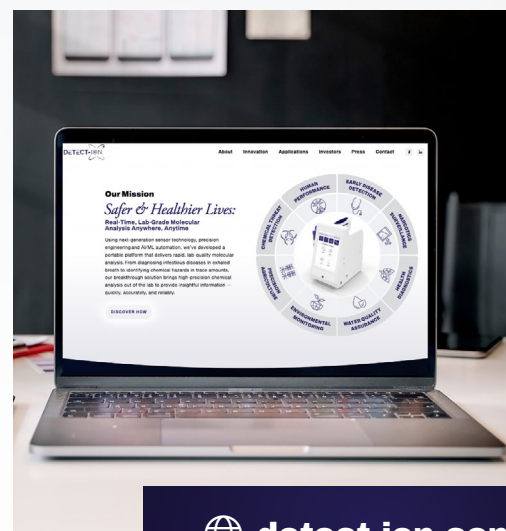 DETECT-ION
About Innovation Applications Investors Press Contact
Our Mission
Safer & Healthier Lives:
Real-Time, Lab-Grade Molecular
Analysis Anywhere, Anytime
Using next-generation sensor technology, precision
engineering and AI/ML automation, we've developed a
portable platform that delivers rapid, lab-quality molecular
analysis. From diagnosing infectious diseases in exhaled
breath to identifying chemical hazards in trace amounts,
our breakthrough solution brings high-precision chemical
analysis out of the lab to provide insightful information —
quickly, accurately, and reliably.
DISCOVER HOW
HUMAN
PERFORMANCE
EARLY DISEASE
DETECTION
NARCOTICS
SURVEILLANCE
HEALTH
DIAGNOSTICS
WATER QUALITY
ASSURANCE
ENVIRONMENTAL
MONITORING
PRECISION
AGRICULTURE
CHEMICAL THREAT
DETECTION